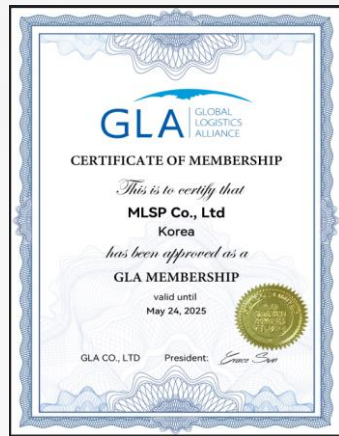 GLA
GLOBAL
LOGISTICS
ALLIANCE
CERTIFICATE OF MEMBERSHIP
This is to certify that
MLSP Co., Ltd
Korea
has been approved as a
GLA MEMBERSHIP
valid until
May 24, 2025
GLA CO., LTD President: